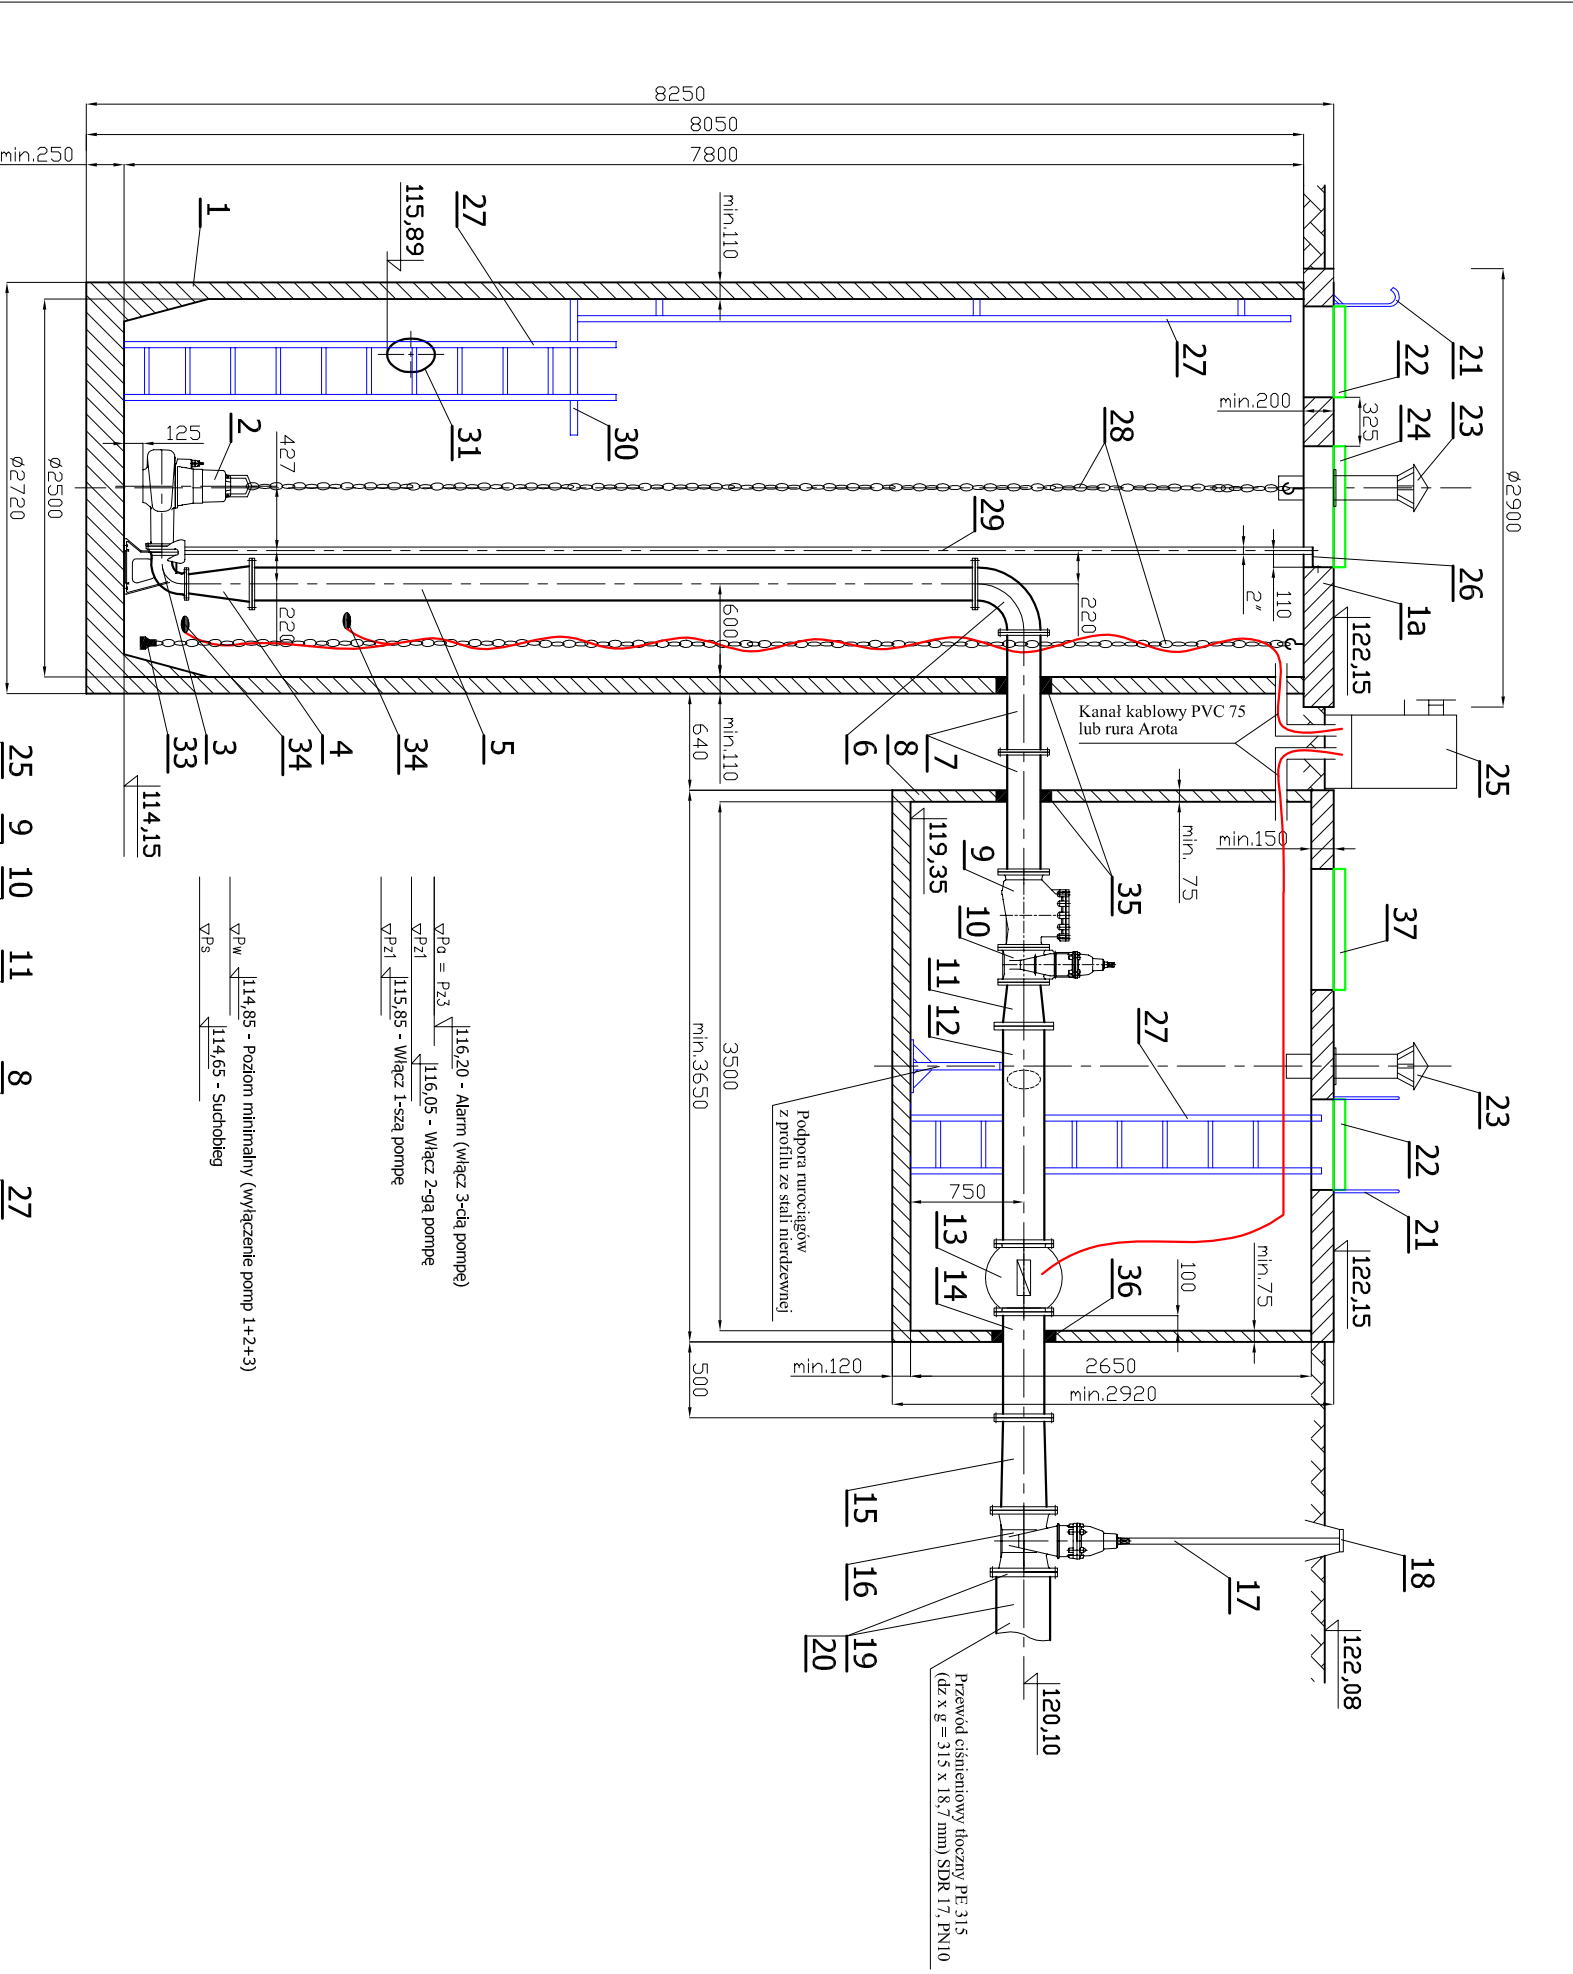 8250
8050
7800
min.250
1
115,89
27
min.110
27
21
22
23
24
325
min.200
Ø2900
Ø2720
Ø2500
125
2
427
31
30
28
29
26
110
2"
1a
122,15
220
600
220
28
33
3
34
4
34
5
6
8
7
640
min.110
Kanał kablowy PVC 75
lub rura Arota
25
114,15
119,35
9
10
35
min. 75
min.150
37
11
12
27
23
22
21
122,15
3500
min.3650
Podpora rurociągów
z profilu ze stali nierdzewnej
750
13
14
36
100
min.75
500
min.120
2650
min.2920
15
16
17
18
19
20
122,08
120,10
Przewód ciśnieniowy tłoczny PE 315
(dz x g = 315 x 18,7 mm) SDR 17, PN10
Pa = Pz3
116,20 - Alarm (włącz 3-cią pompę)
Pz1
116,05 - Włącz 2-gą pompę
Pz1
115,85 - Włącz 1-szą pompę
Pw
114,85 - Poziom minimalny (wyłączenie pomp 1+2+3)
Ps
114,65 - Suchobieg
25
9
10
11
8
27